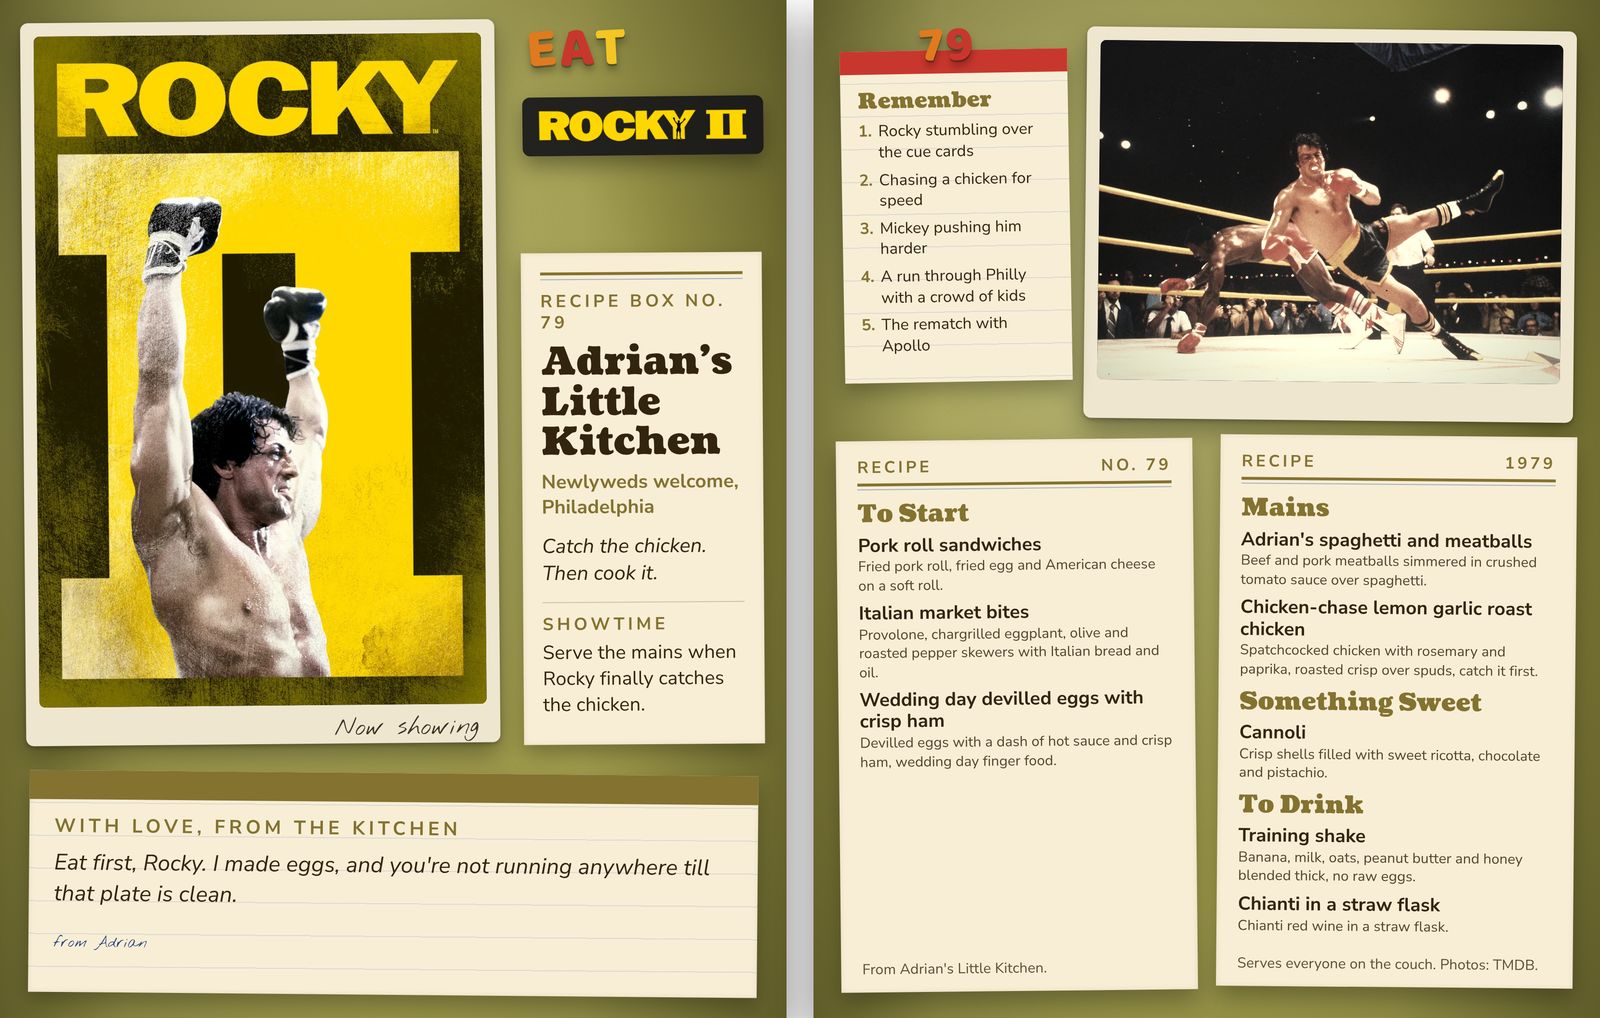 ROCKY
II
Now showing
EAT
ROCKY II
RECIPE BOX NO.
79
Adrian’s
Little
Kitchen
Newlyweds welcome,
Philadelphia
Catch the chicken.
Then cook it.
SHOWTIME
Serve the mains when
Rocky finally catches
the chicken.
WITH LOVE, FROM THE KITCHEN
Eat first, Rocky. I made eggs, and you're not running anywhere till
that plate is clean.
from Adrian
79
Remember
1. Rocky stumbling over
the cue cards
2. Chasing a chicken for
speed
3. Mickey pushing him
harder
4. A run through Philly
with a crowd of kids
5. The rematch with
Apollo
RECIPE NO. 79
To Start
Pork roll sandwiches
Fried pork roll, fried egg and American cheese
on a soft roll.
Italian market bites
Provolone, chargrilled eggplant, olive and
roasted pepper skewers with Italian bread and
oil.
Wedding day devilled eggs with
crisp ham
Devilled eggs with a dash of hot sauce and crisp
ham, wedding day finger food.
From Adrian's Little Kitchen.
RECIPE 1979
Mains
Adrian's spaghetti and meatballs
Beef and pork meatballs simmered in crushed
tomato sauce over spaghetti.
Chicken-chase lemon garlic roast
chicken
Spatchcocked chicken with rosemary and
paprika, roasted crisp over spuds, catch it first.
Something Sweet
Cannoli
Crisp shells filled with sweet ricotta, chocolate
and pistachio.
To Drink
Training shake
Banana, milk, oats, peanut butter and honey
blended thick, no raw eggs.
Chianti in a straw flask
Chianti red wine in a straw flask.
Serves everyone on the couch. Photos: TMDB.